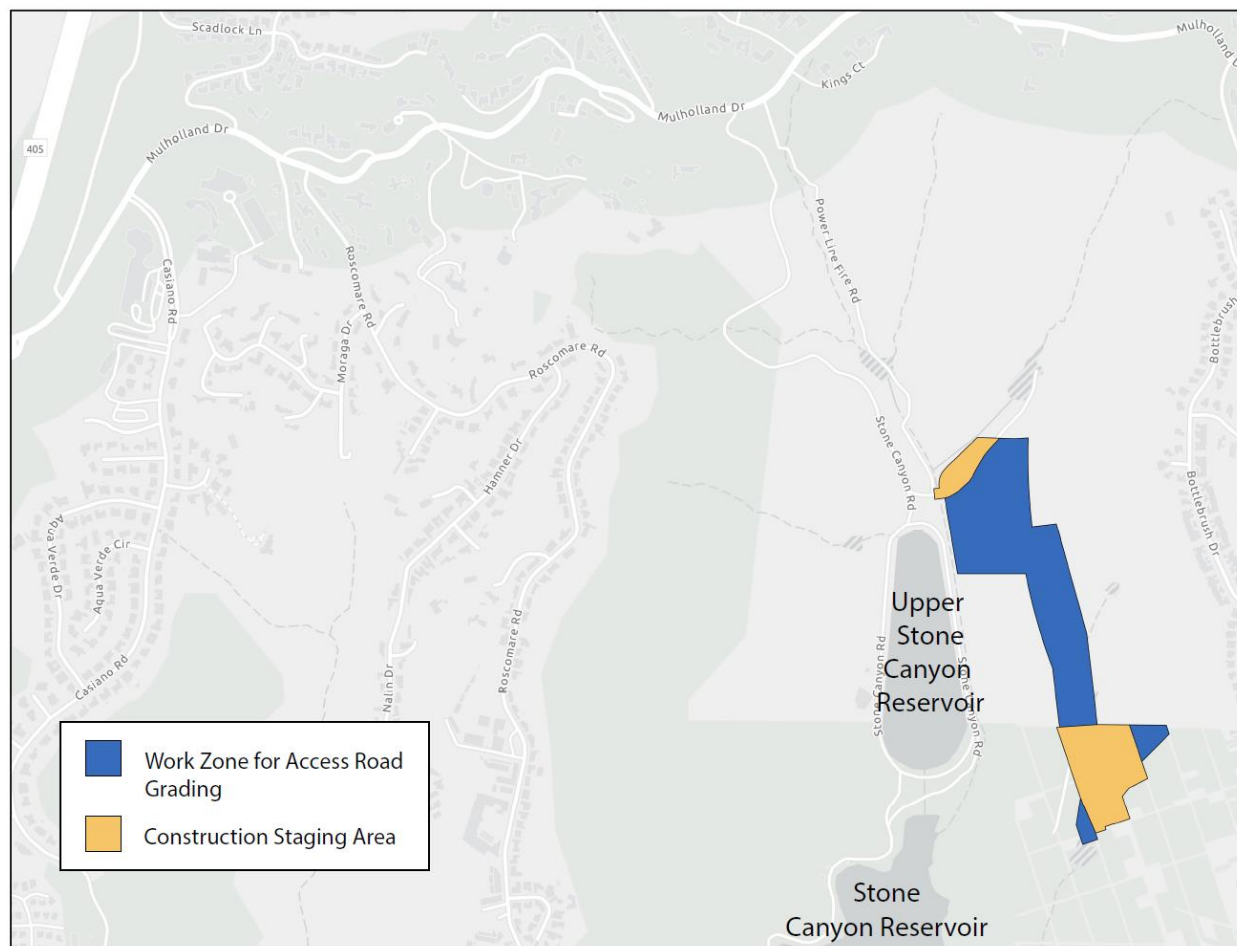 Scadlock Ln
Mulholland Dr
Kings Ct
Mulholland Dr
405
Mulholland Dr
Casiano Rd
Roscomare Rd
Moraga Dr
Roscomare Rd
Power Line Fire Rd
Bottlebrush
Stone Canyon Rd
Hamner Dr
Bottlebrush Dr
Aqua Verde Dr
Aqua Verde Cir
Casiano Rd
Nalin Dr
Roscomare Rd
Stone Canyon Rd
Stone Canyon Rd
Upper
Stone
Canyon
Reservoir
Work Zone for Access Road
Grading
Construction Staging Area
Stone
Canyon Reservoir